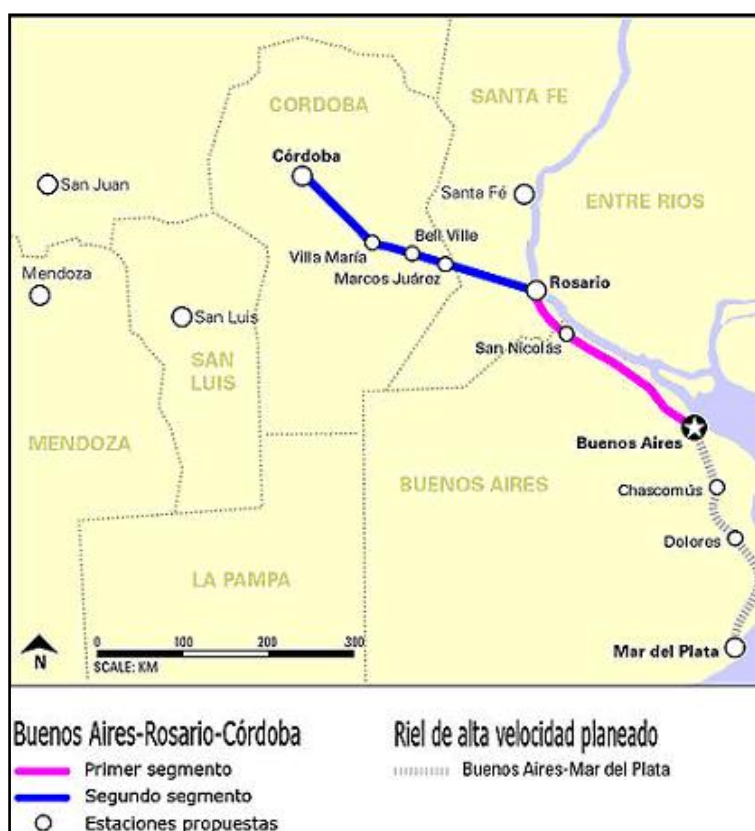 CORDOBA
SANTA FE
Córdoba
San Juan
Santa Fé
ENTRE RIOS
Bell Ville
Villa María
Marcos Juárez
Mendoza
Rosario
San Luis
San Nicolás
SAN
LUIS
MENDOZA
Buenos Aires
BUENOS AIRES
Chascomús
Dolores
LA PAMPA
Mar del Plata
N
0 100 200 300
SCALE: KM
Buenos Aires-Rosario-Córdoba
Primer segmento
Segundo segmento
Estaciones propuestas
Riel de alta velocidad planeado
Buenos Aires-Mar del Plata